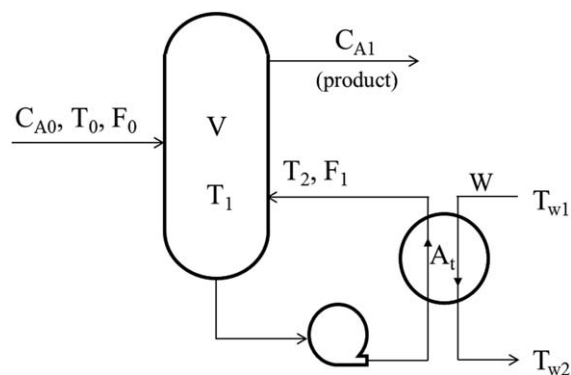 C_A1
(product)
C_A0, T_0, F_0
V
T_2, F_1
W
T_1
T_w1
A_t
T_w2